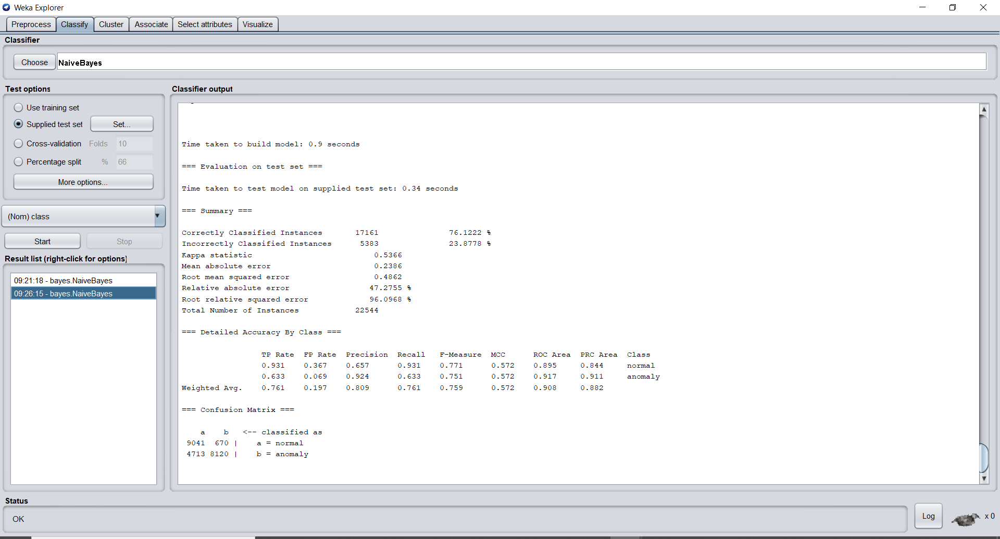 Weka Explorer
Preprocess Classify Cluster Associate Select attributes Visualize
Classifier
Choose NaiveBayes
Test options
Use training set
Supplied test set Set...
Cross-validation Folds 10
Percentage split % 66
More options...
(Nom) class
Start Stop
Result list (right-click for options)
09:21:18 - bayes.NaiveBayes
09:26:15 - bayes.NaiveBayes
Classifier output
Time taken to build model: 0.9 seconds
=== Evaluation on test set ===
Time taken to test model on supplied test set: 0.34 seconds
=== Summary ===
Correctly Classified Instances 17161 76.1222 %
Incorrectly Classified Instances 5383 23.8778 %
Kappa statistic 0.5366
Mean absolute error 0.2386
Root mean squared error 0.4862
Relative absolute error 47.2755 %
Root relative squared error 96.0968 %
Total Number of Instances 22544
=== Detailed Accuracy By Class ===
TP Rate FP Rate Precision Recall F-Measure MCC ROC Area PRC Area Class
0.931 0.367 0.657 0.931 0.771 0.572 0.895 0.844 normal
0.633 0.069 0.924 0.633 0.751 0.572 0.917 0.911 anomaly
Weighted Avg. 0.761 0.197 0.809 0.761 0.759 0.572 0.908 0.882
=== Confusion Matrix ===
a b <-- classified as
9041 670 | a = normal
4713 8120 | b = anomaly
Status
OK
Log x 0